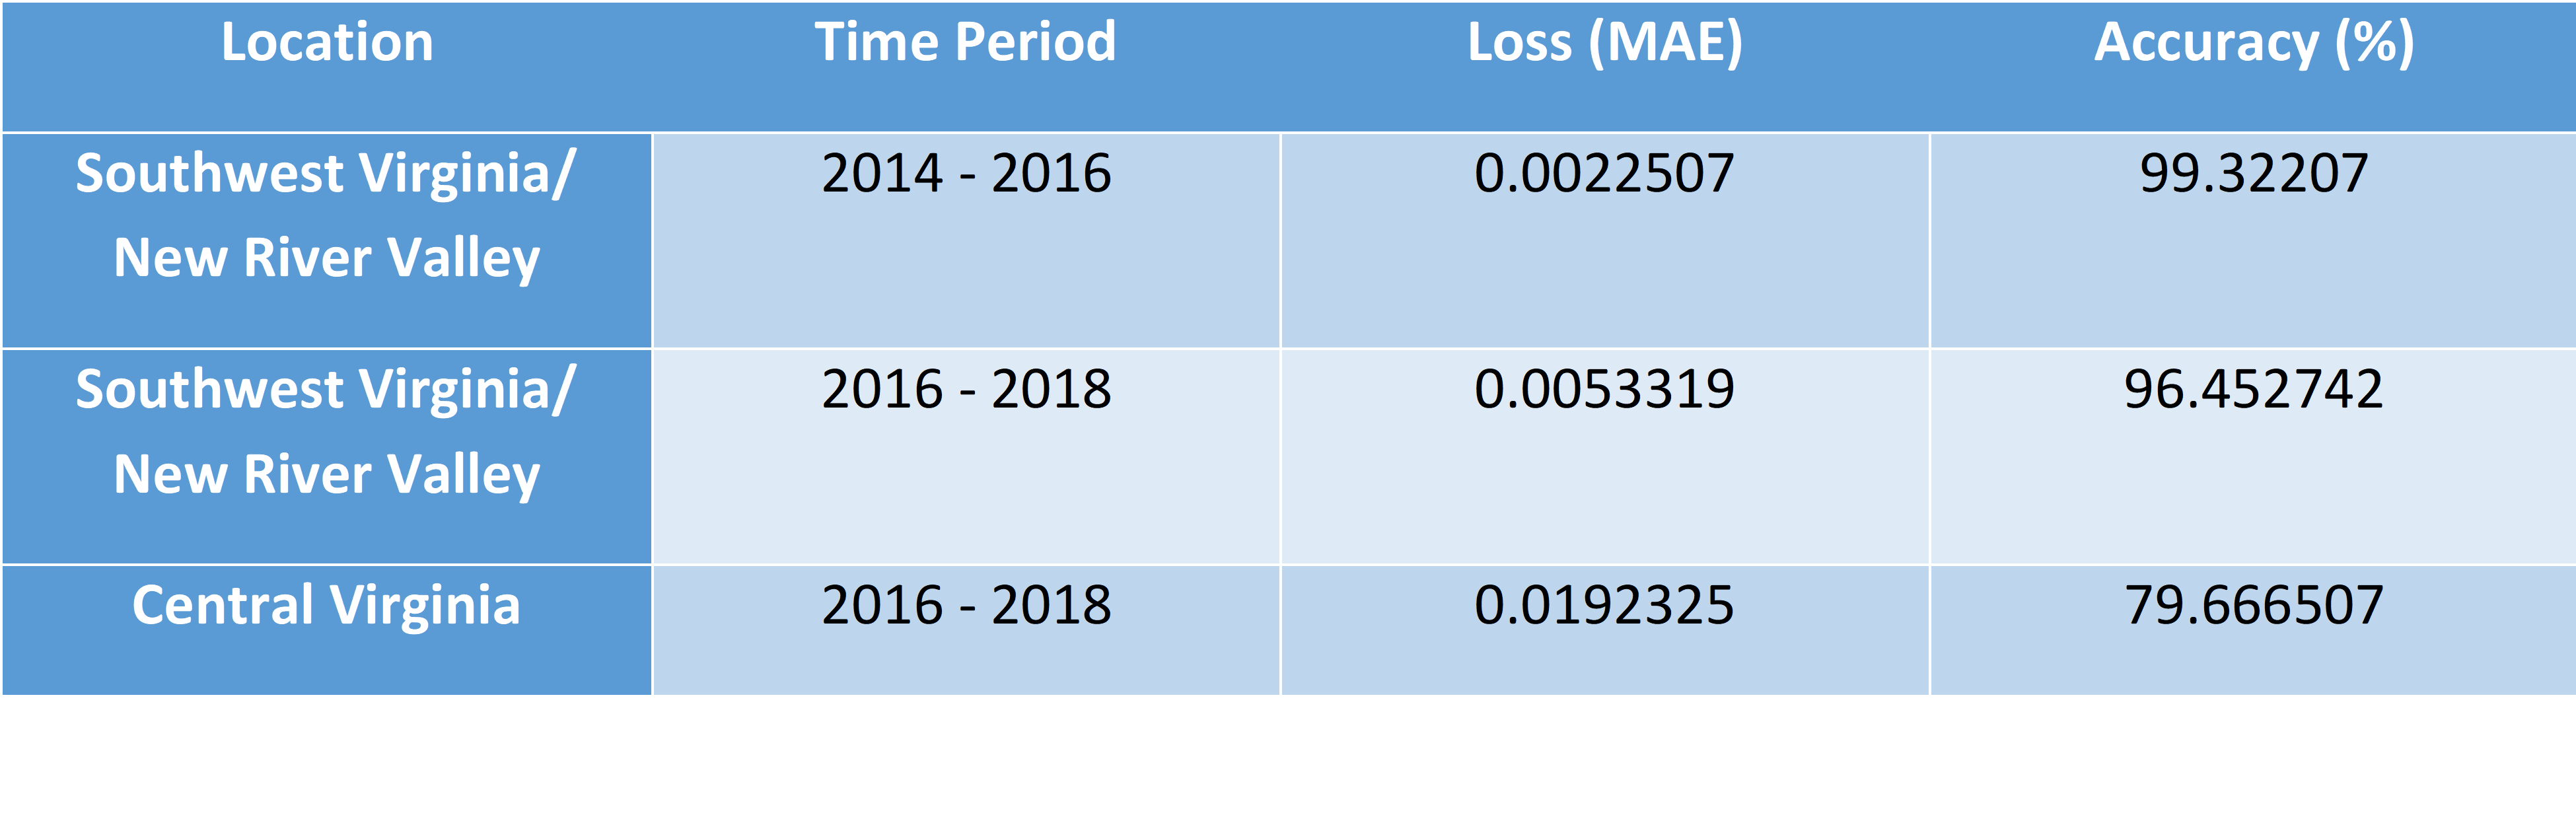 Location Time Period Loss (MAE) Accuracy (%)
Southwest Virginia/ 2014 - 2016 0.0022507 99.32207
New River Valley
Southwest Virginia/ 2016 - 2018 0.0053319 96.452742
New River Valley
Central Virginia 2016 - 2018 0.0192325 79.666507